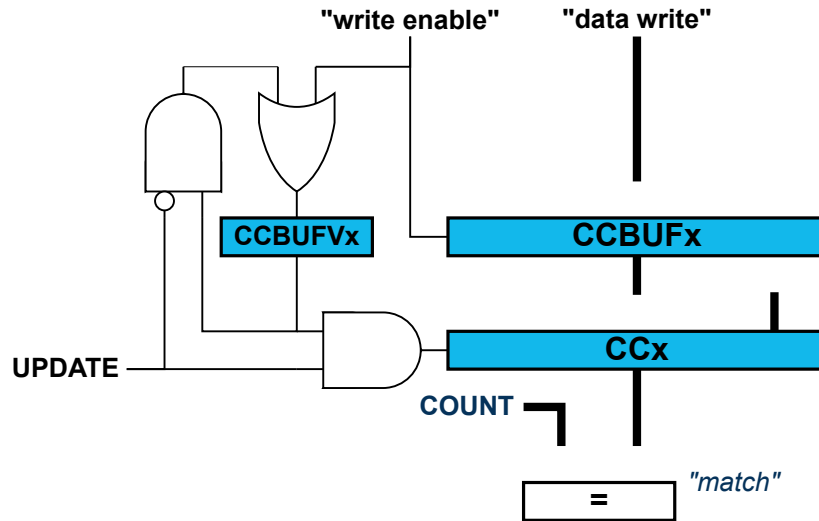 "write enable" "data write"
CCBUFVx CCBUFx
CCx
UPDATE
COUNT
= "match"